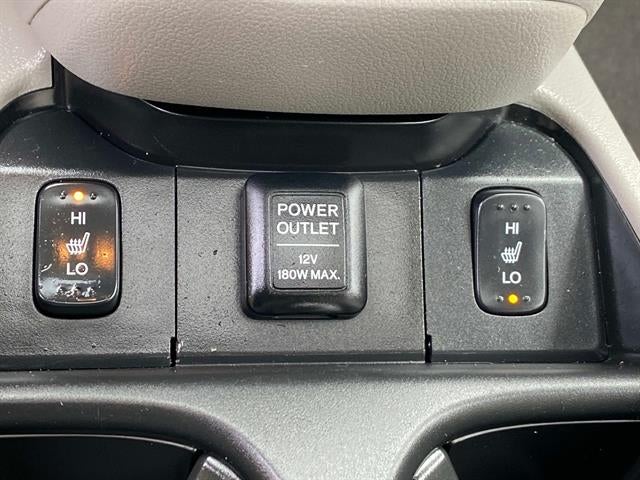 HI
LO
POWER
OUTLET
12V
180W MAX.
HI
LO